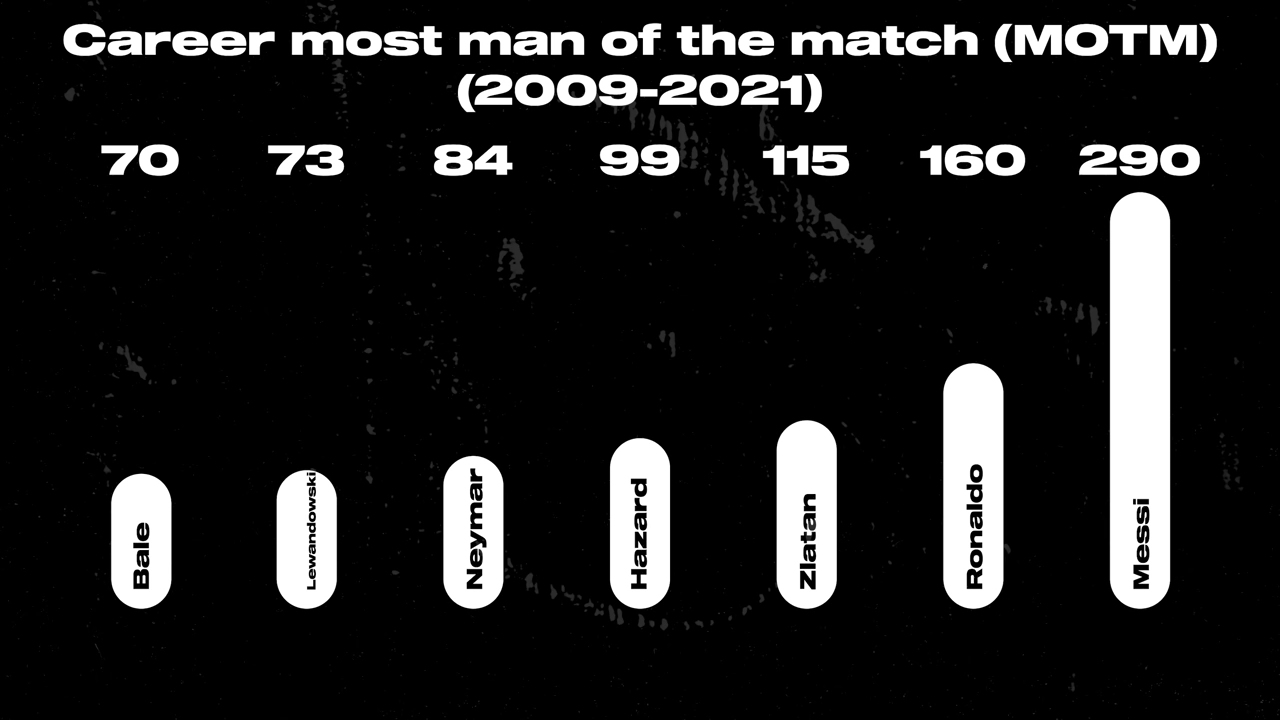 Career most man of the match (MOTM)
(2009-2021)
70 73 84 99 115 160 290
Bale Lewandowski Neymar Hazard Zlatan Ronaldo Messi